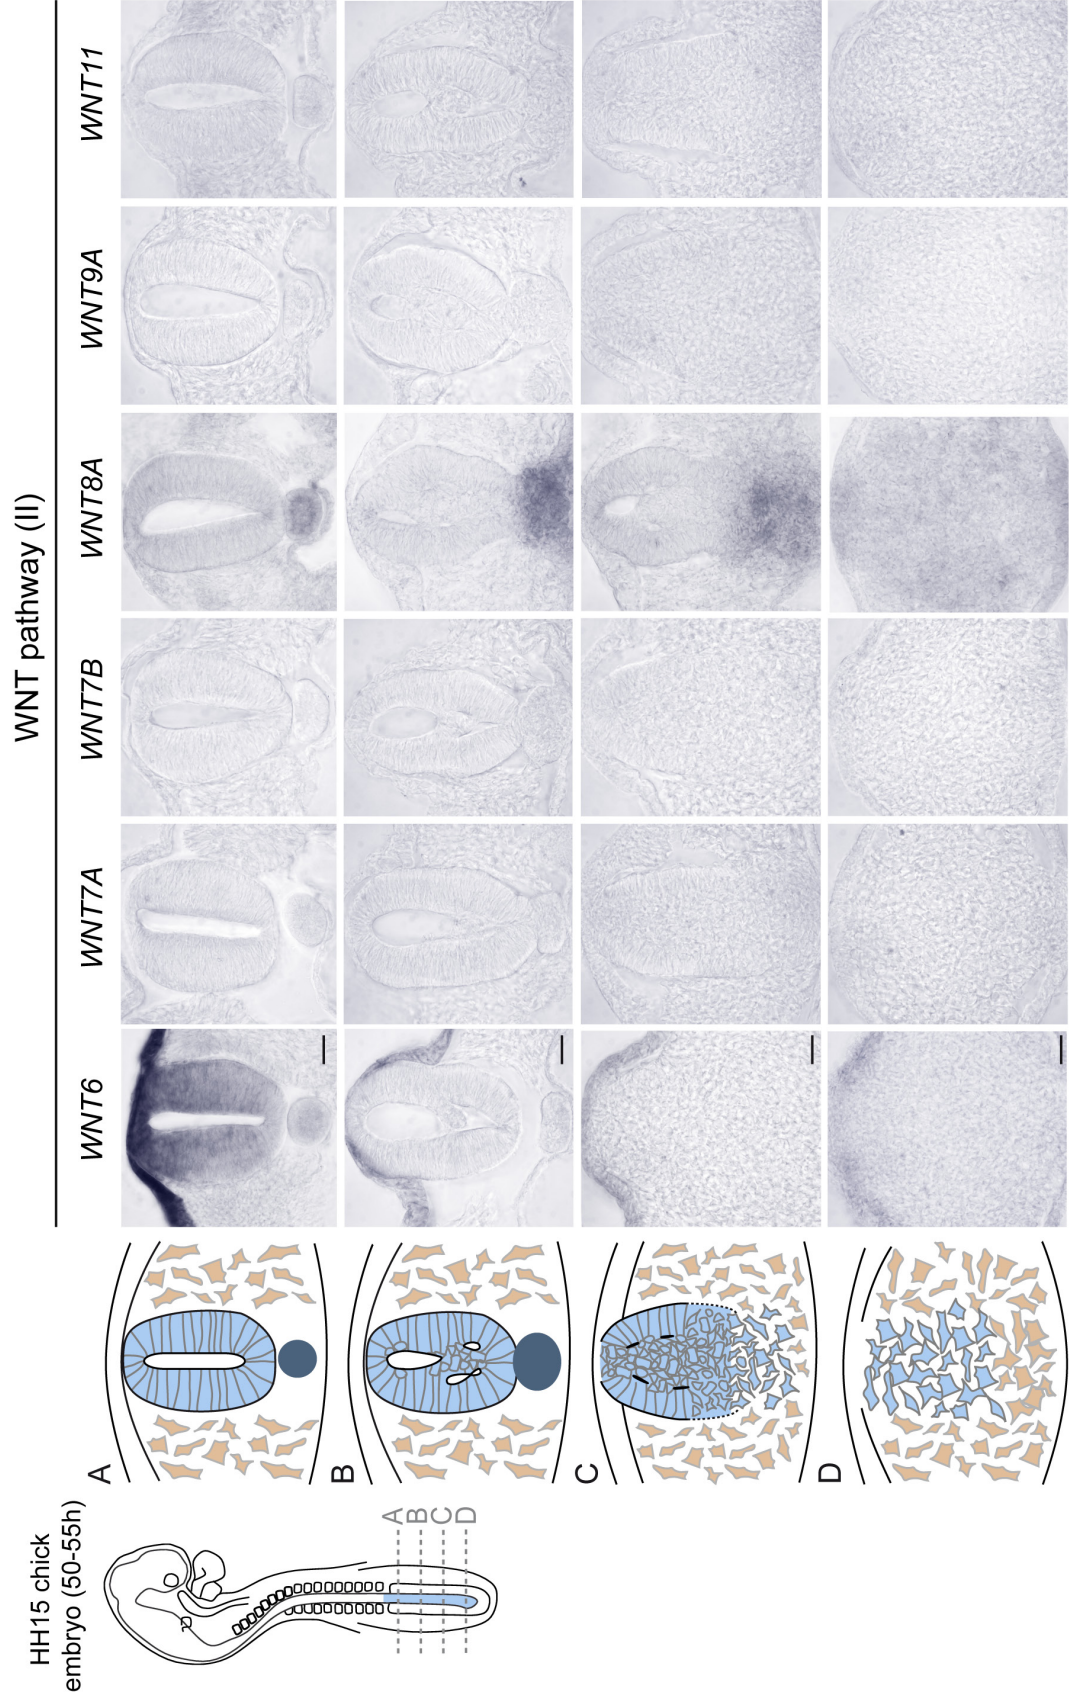 WNT pathway (II)
HH15 chick
embryo (50-55h)
WNT6
WNT7A
WNT7B
WNT8A
WNT9A
WNT11
A
B
C
D
A
B
C
D